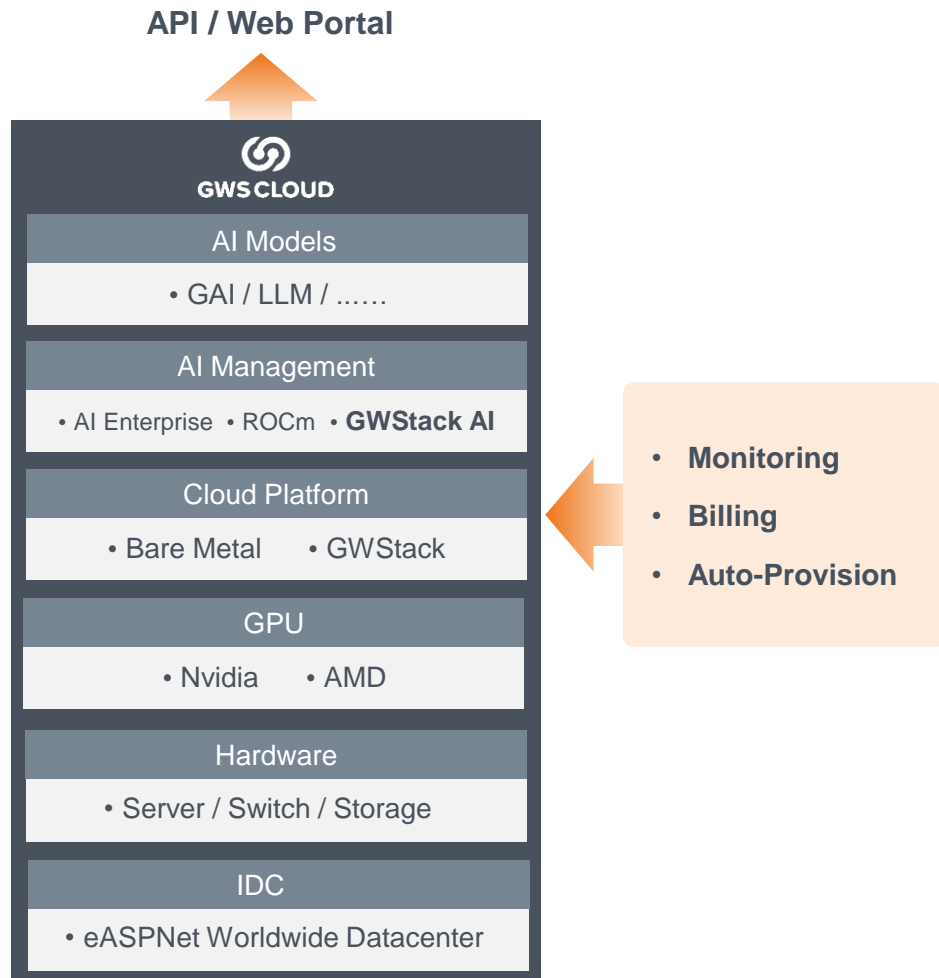 API / Web Portal
GWS CLOUD
AI Models
• GAI / LLM / ...…
AI Management
• AI Enterprise • ROCm • GWStack AI
Cloud Platform
• Bare Metal • GWStack
GPU
• Nvidia • AMD
Hardware
• Server / Switch / Storage
IDC
• eASPNet Worldwide Datacenter
• Monitoring
• Billing
• Auto-Provision